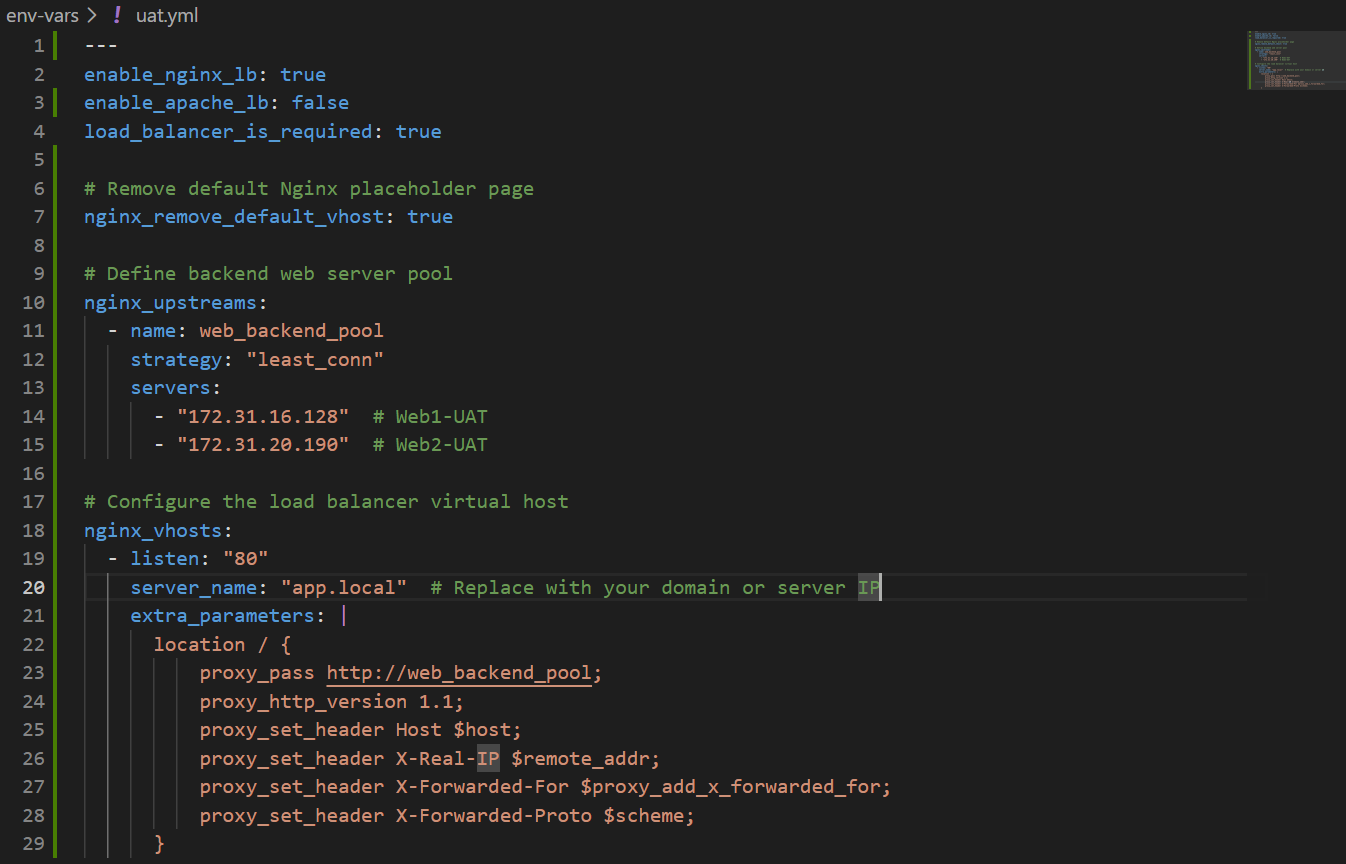 env-vars > ! uat.yml
1 ---
2 enable_nginx_lb: true
3 enable_apache_lb: false
4 load_balancer_is_required: true
5
6 # Remove default Nginx placeholder page
7 nginx_remove_default_vhost: true
8
9 # Define backend web server pool
10 nginx_upstreams:
11   - name: web_backend_pool
12     strategy: "least_conn"
13     servers:
14       - "172.31.16.128"  # Web1-UAT
15       - "172.31.20.190"  # Web2-UAT
16
17 # Configure the load balancer virtual host
18 nginx_vhosts:
19   - listen: "80"
20     server_name: "app.local"  # Replace with your domain or server IP
21     extra_parameters: |
22       location / {
23           proxy_pass http://web_backend_pool;
24           proxy_http_version 1.1;
25           proxy_set_header Host $host;
26           proxy_set_header X-Real-IP $remote_addr;
27           proxy_set_header X-Forwarded-For $proxy_add_x_forwarded_for;
28           proxy_set_header X-Forwarded-Proto $scheme;
29       }